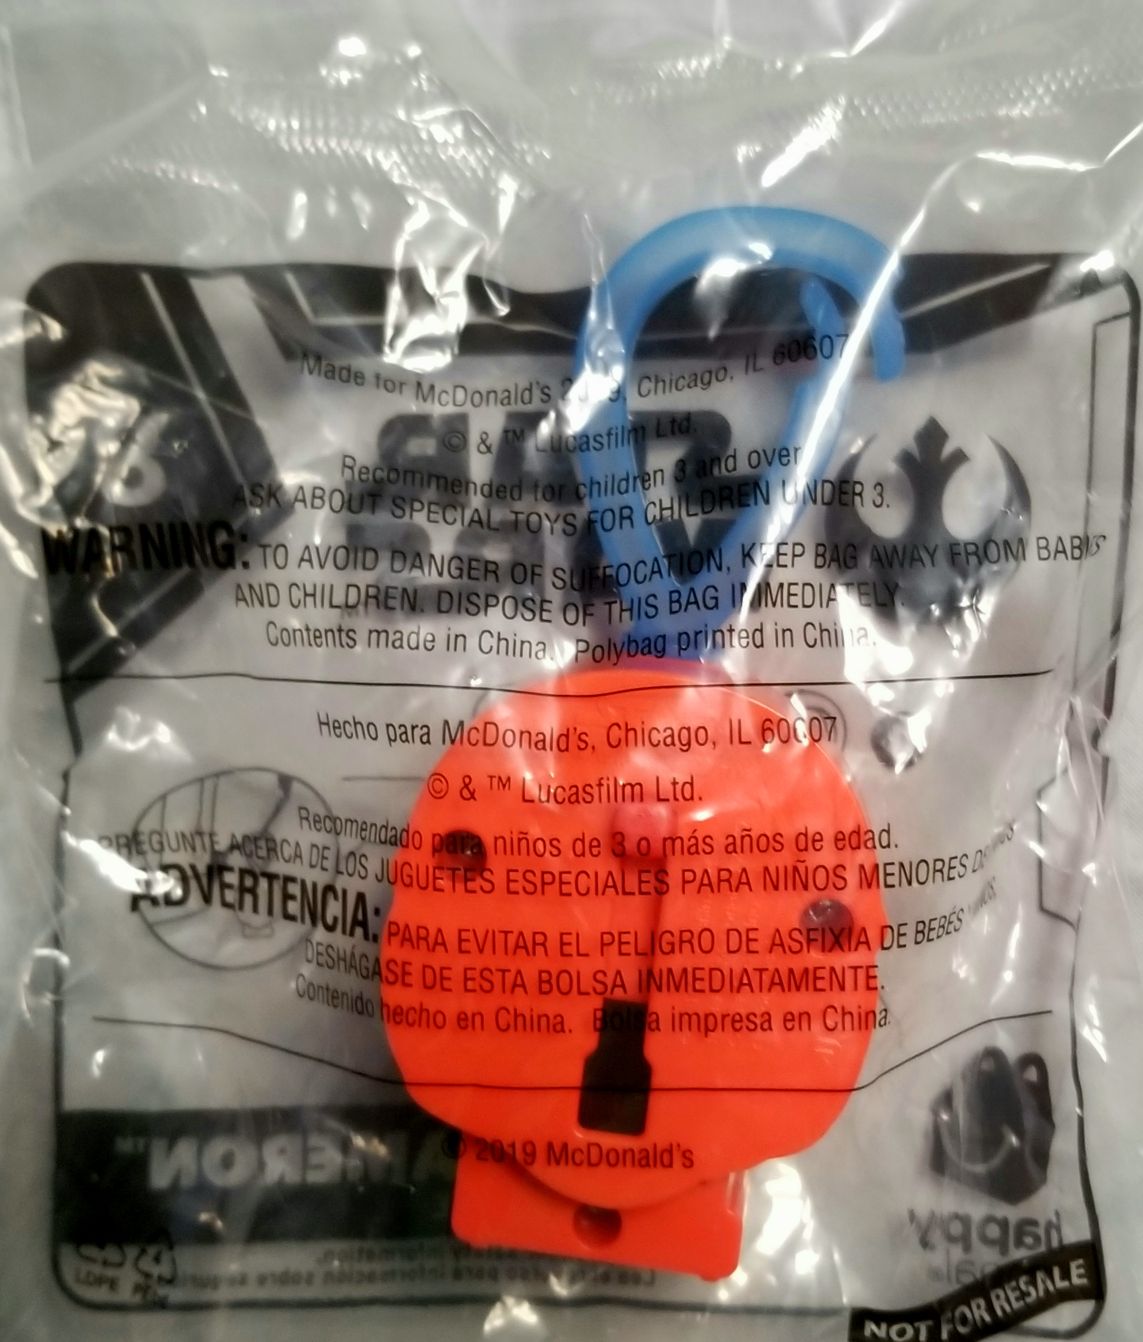 Made for McDonald's 2019, Chicago, IL 60607
© & ™ Lucasfilm Ltd.
Recommended for children 3 and over
ASK ABOUT SPECIAL TOYS FOR CHILDREN UNDER 3.
WARNING: TO AVOID DANGER OF SUFFOCATION, KEEP BAG AWAY FROM BABIES
AND CHILDREN. DISPOSE OF THIS BAG IMMEDIATELY.
Contents made in China. Polybag printed in China.
Hecho para McDonald's, Chicago, IL 60607
© & ™ Lucasfilm Ltd.
Recomendado para niños de 3 o más años de edad.
PREGUNTE ACERCA DE LOS JUGUETES ESPECIALES PARA NIÑOS MENORES
ADVERTENCIA: PARA EVITAR EL PELIGRO DE ASFIXIA DE BEBÉS
DESHÁGASE DE ESTA BOLSA INMEDIATAMENTE.
Contenido hecho en China. Bolsa impresa en China.
© 2019 McDonald's
STAR
WARS
6
happy
LDPE
NOT FOR RESALE